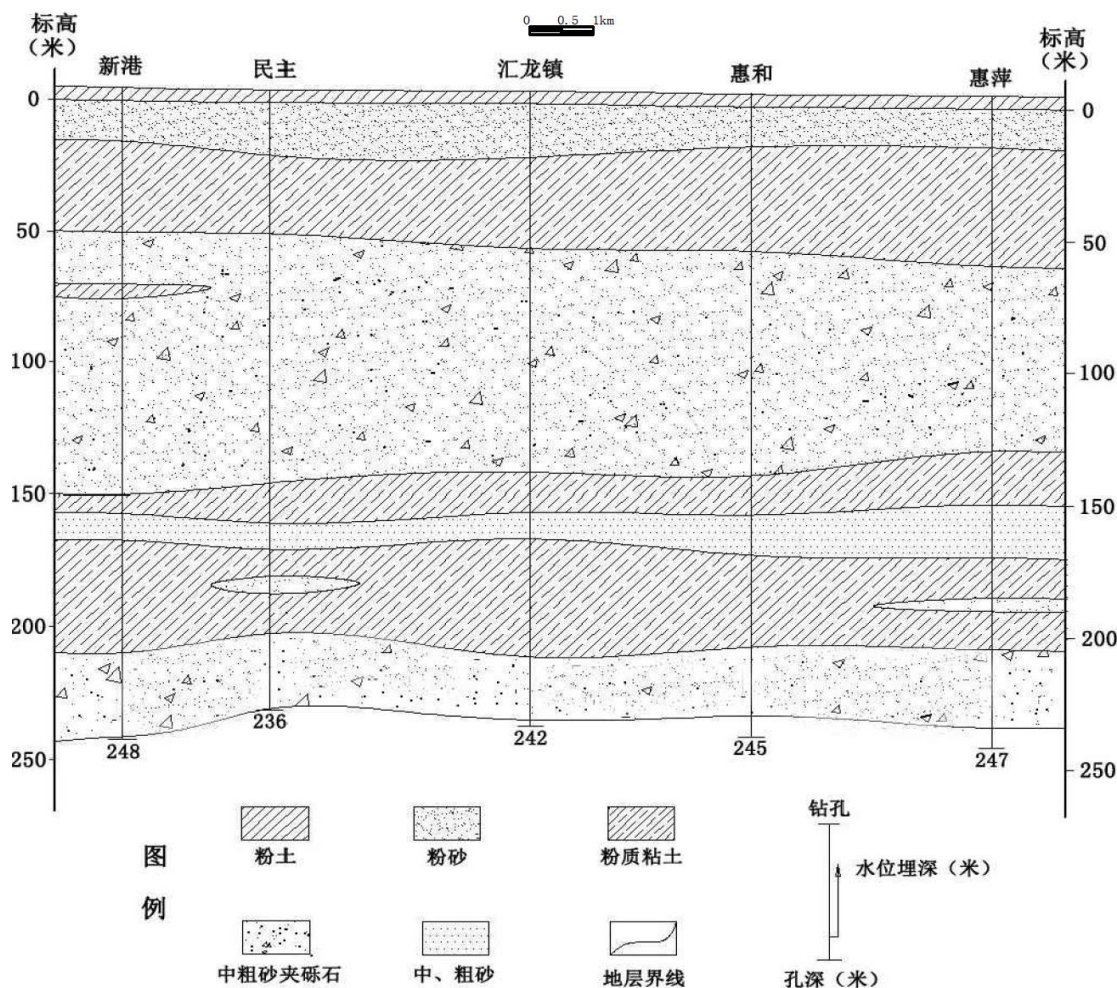 0 0.5 1km
标高
(米)
新港
民主
汇龙镇
惠和
惠萍
标高
(米)
0
50
100
150
200
250
0
50
100
150
200
250
248
236
242
245
247
图
例
粉土
粉砂
粉质粘土
钻孔
水位埋深（米）
中粗砂夹砾石
中、粗砂
地层界线
孔深（米）